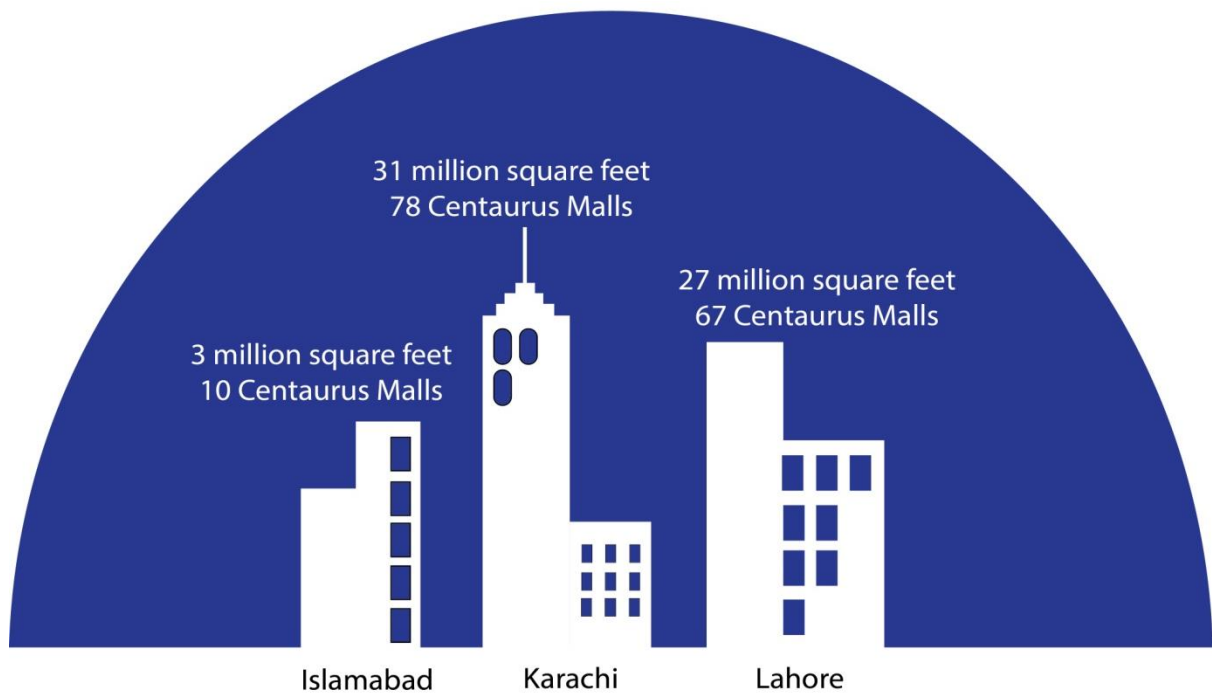 31 million square feet
78 Centaurus Malls
27 million square feet
67 Centaurus Malls
3 million square feet
10 Centaurus Malls
Islamabad
Karachi
Lahore